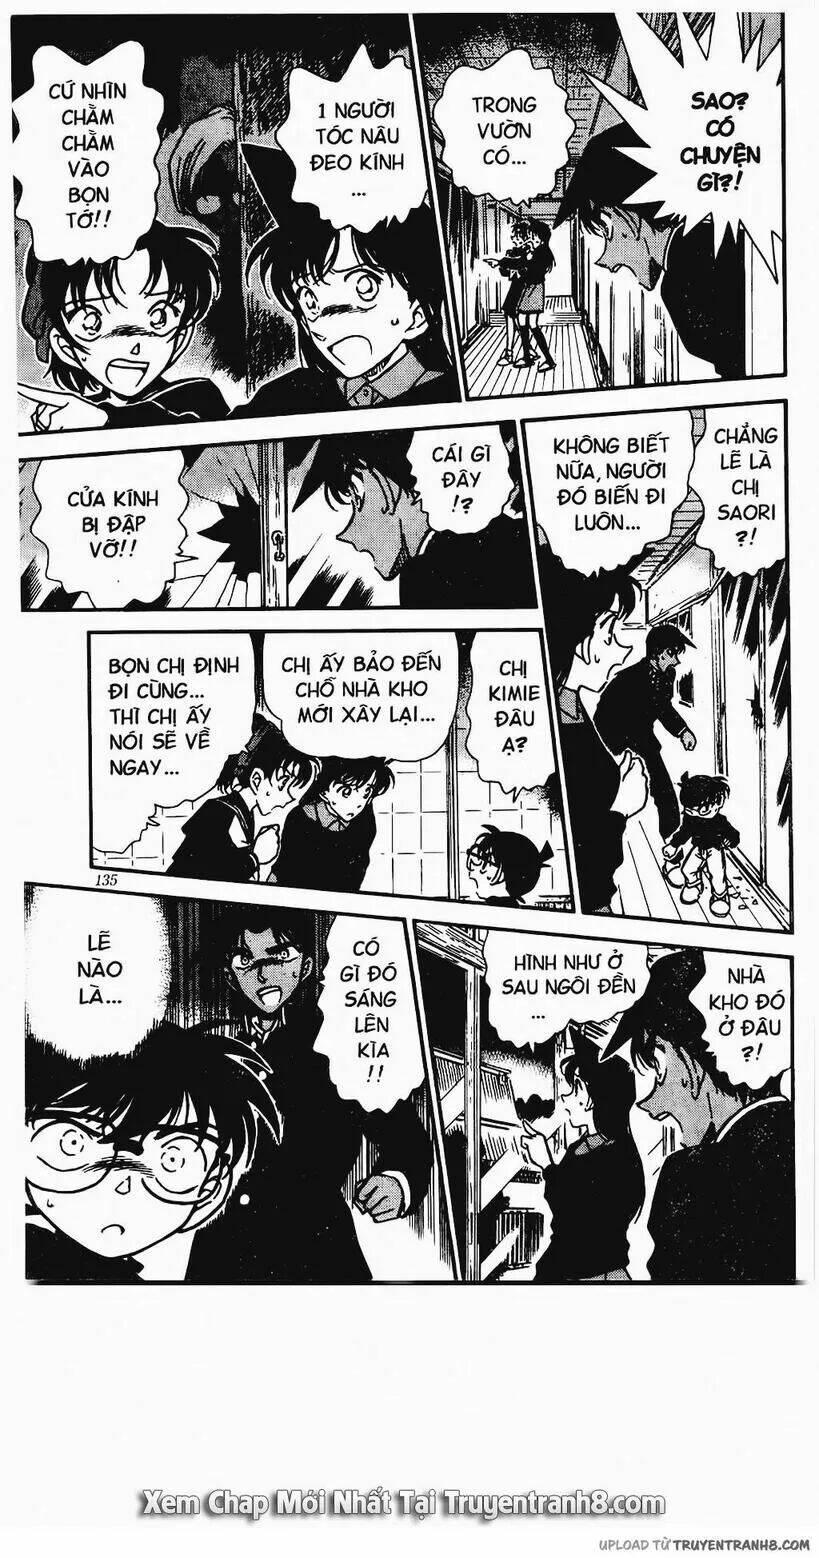 SAO?
CÓ
CHUYỆN
GÌ?!
TRONG
VƯỜN
CÓ...
1 NGƯỜI
TÓC NÂU
ĐEO KÍNH
...
CỨ NHÌN
CHẰM
CHẰM
VÀO
BỌN
TỚ!!
CHẲNG
LẼ LÀ
CHỊ
SAORI
?!
KHÔNG BIẾT
NỮA, NGƯỜI
ĐÓ BIẾN ĐI
LUÔN...
CÁI GÌ
ĐÂY
!?
CỬA KÍNH
BỊ ĐẬP
VỠ!!
CHỊ
KIMIE
ĐÂU
Ạ?
CHỊ ẤY BẢO ĐẾN
CHỖ NHÀ KHO
MỚI XÂY LẠI...
BỌN CHỊ ĐỊNH
ĐI CÙNG...
THÌ CHỊ ẤY
NÓI SẼ VỀ
NGAY...
135
NHÀ
KHO ĐÓ
Ở ĐÂU
?!
HÌNH NHƯ Ở
SAU NGÔI ĐỀN
...
CÓ
GÌ ĐÓ
SÁNG
LÊN
KÌA
!!
LẼ
NÀO
LÀ...
Xem Chap Mới Nhất Tại Truyentranh8.com
UPLOAD TỪ TRUYENTRANH8.COM